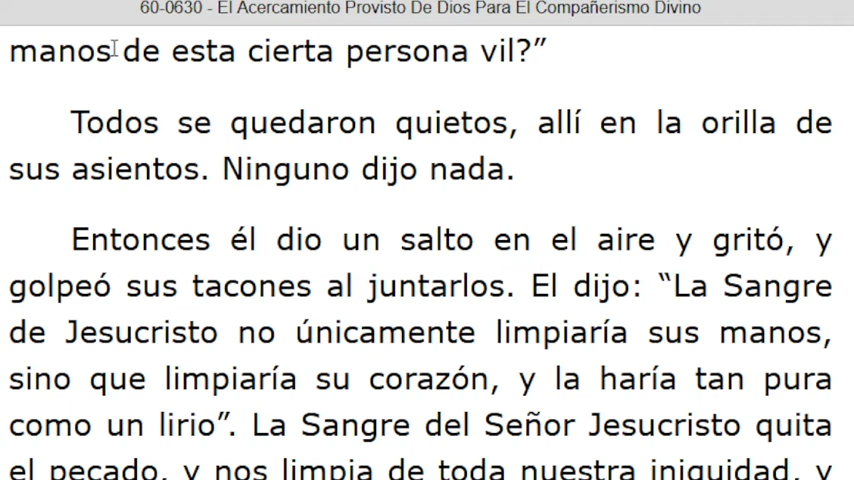 60-0630 - El Acercamiento Provisto De Dios Para El Compañerismo Divino
manos de esta cierta persona vil?”
Todos se quedaron quietos, allí en la orilla de
sus asientos. Ninguno dijo nada.
Entonces él dio un salto en el aire y gritó, y
golpeó sus tacones al juntarlos. El dijo: “La Sangre
de Jesucristo no únicamente limpiaría sus manos,
sino que limpiaría su corazón, y la haría tan pura
como un lirio”. La Sangre del Señor Jesucristo quita
el pecado, y nos limpia de toda nuestra iniquidad, y